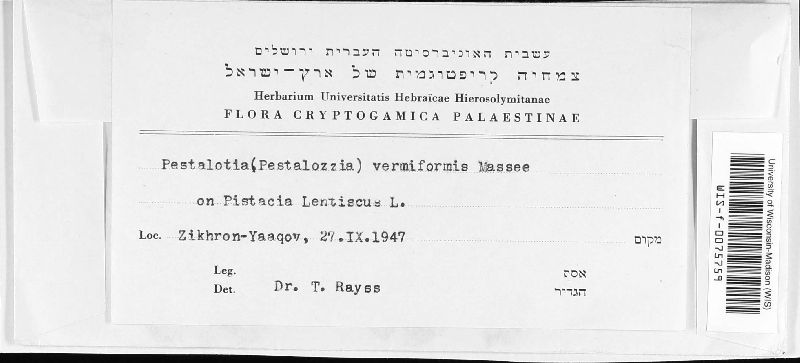 עשבית האוניברסיטה העברית ירושלים
צמחיה קריפטוגמית של ארץ-ישראל
Herbarium Universitatis Hebraïcae Hierosolymitanae
FLORA CRYPTOGAMICA PALAESTINAE
Pestalotia(Pestalozzia) vermiformis Massee
on Pistacia Lentiscus L.
Loc. Zikhron-Yaaqov, 27.IX.1947 מקום
Leg. אסף
Det. Dr. T. Rayss הגדיר
University of Wisconsin-Madison (WIS)
WIS-f-0075759